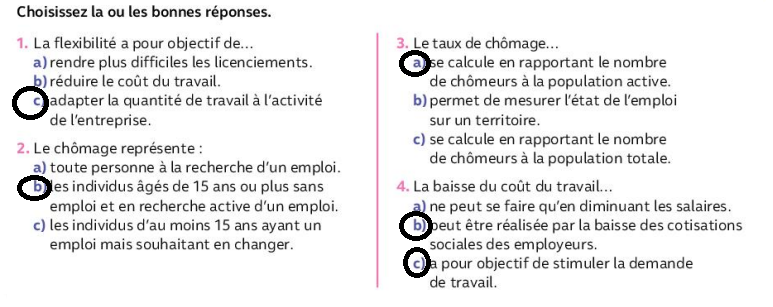 Choisissez la ou les bonnes réponses.
1. La flexibilité a pour objectif de...
a) rendre plus difficiles les licenciements.
b) réduire le coût du travail.
c) adapter la quantité de travail à l'activité
de l'entreprise.
2. Le chômage représente :
a) toute personne à la recherche d'un emploi.
b) les individus âgés de 15 ans ou plus sans
emploi et en recherche active d'un emploi.
c) les individus d'au moins 15 ans ayant un
emploi mais souhaitant en changer.
3. Le taux de chômage...
a) se calcule en rapportant le nombre
de chômeurs à la population active.
b) permet de mesurer l'état de l'emploi
sur un territoire.
c) se calcule en rapportant le nombre
de chômeurs à la population totale.
4. La baisse du coût du travail...
a) ne peut se faire qu'en diminuant les salaires.
b) peut être réalisée par la baisse des cotisations
sociales des employeurs.
c) a pour objectif de stimuler la demande
de travail.